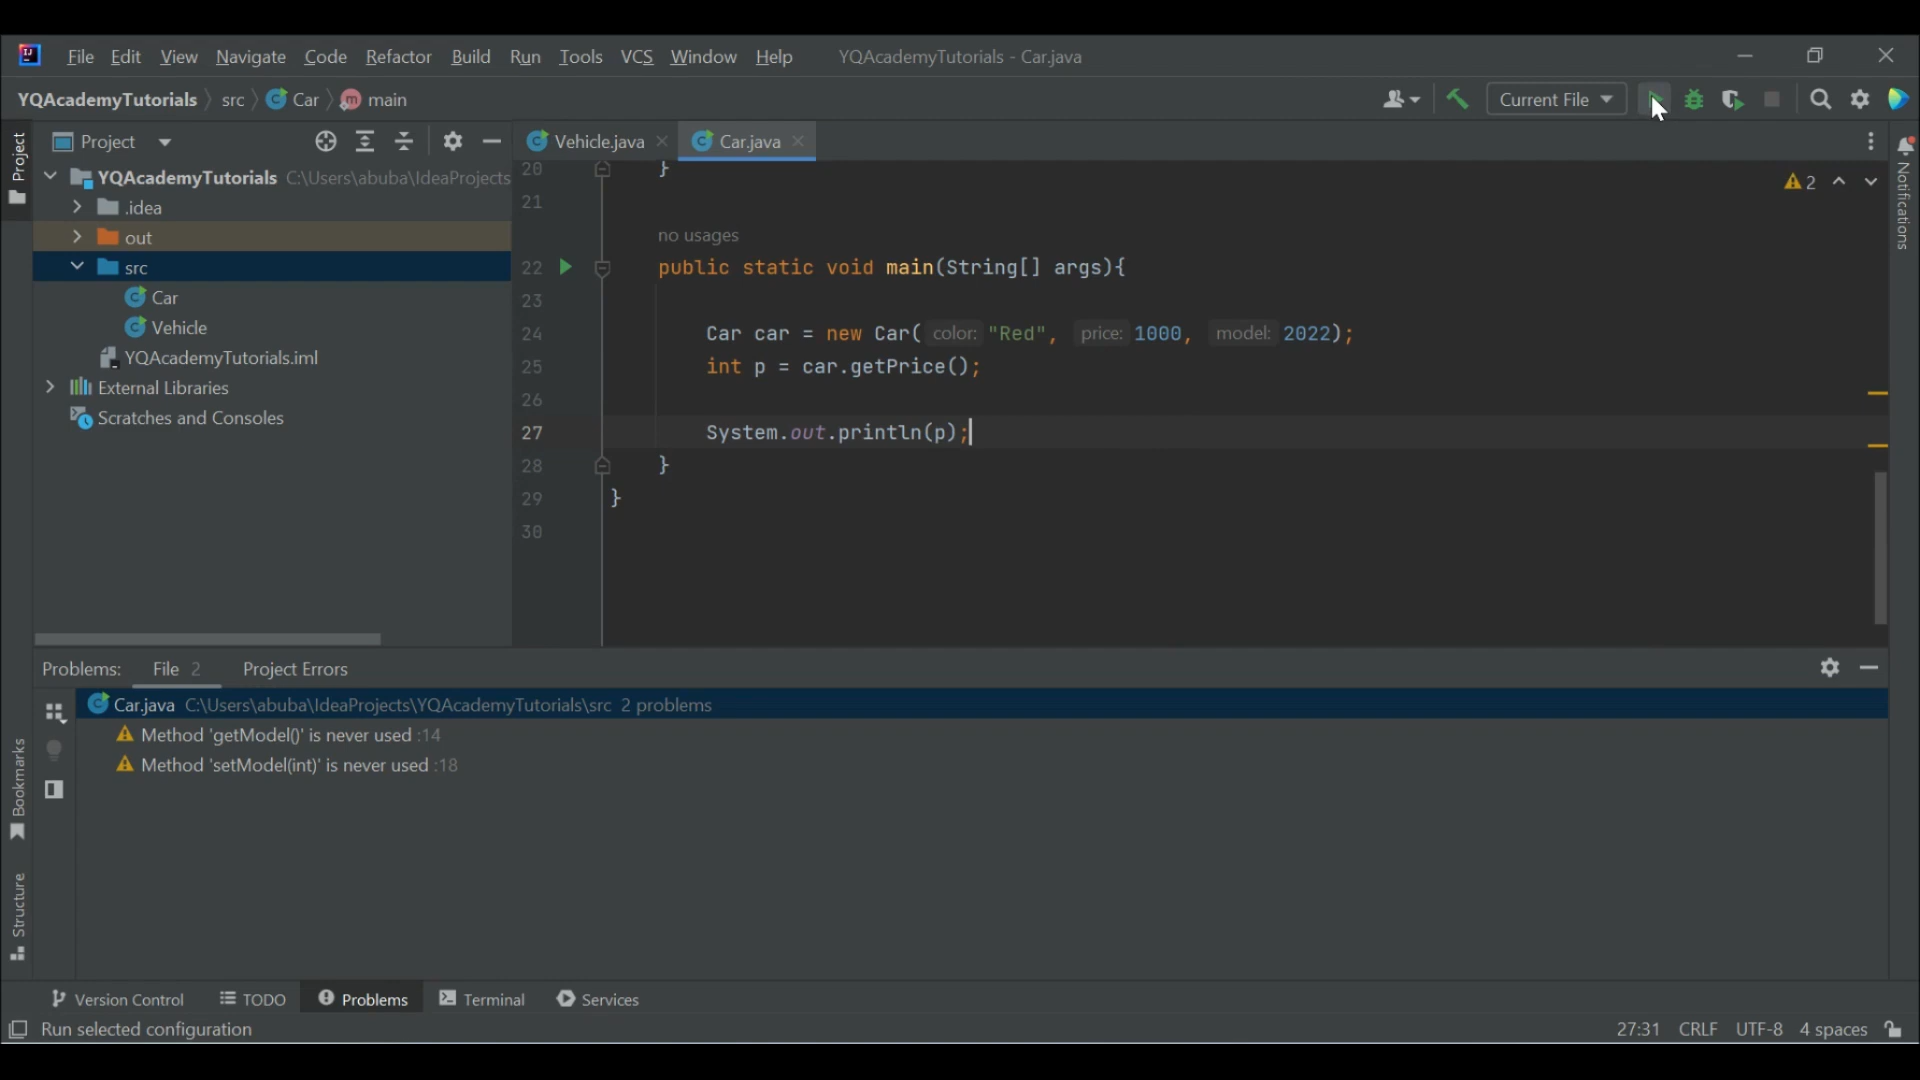 File Edit View Navigate Code Refactor Build Run Tools VCS Window Help YQAcademyTutorials - Car.java
YQAcademyTutorials src Car main
Current File
Project
Vehicle.java Car.java
YQAcademyTutorials C:\Users\abuba\IdeaProjects
.idea
out
src
Car
Vehicle
YQAcademyTutorials.iml
External Libraries
Scratches and Consoles
20 }
2
21
no usages
22 public static void main(String[] args){
23
24 Car car = new Car( color: "Red", price: 1000, model: 2022);
25 int p = car.getPrice();
26
27 System.out.println(p);
28 }
29 }
30
Project
Notifications
Problems: File 2 Project Errors
Car.java C:\Users\abuba\IdeaProjects\YQAcademyTutorials\src 2 problems
Method 'getModel()' is never used :14
Method 'setModel(int)' is never used :18
Bookmarks
Structure
Version Control TODO Problems Terminal Services
Run selected configuration
27:31 CRLF UTF-8 4 spaces